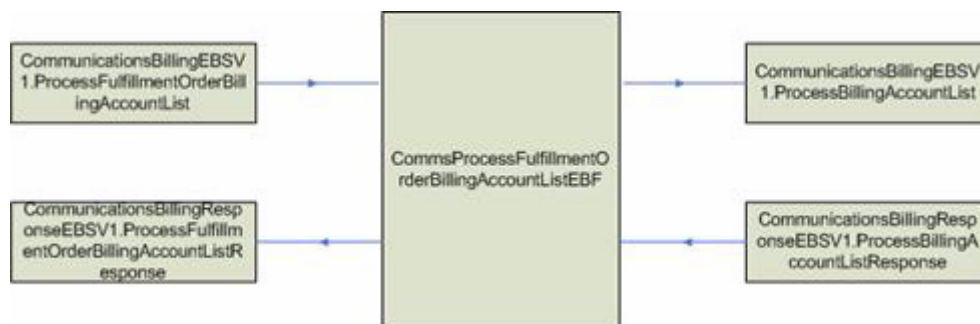 CommunicationsBillingEBSV
1.ProcessFulfillmentOrderBill
ingAccountList
CommunicationsBillingEBSV
1.ProcessBillingAccountList
CommsProcessFulfillmentO
rderBillingAccountListEBF
CommunicationsBillingResp
onseEBSV1.ProcessFulfillm
entOrderBillingAccountListR
esponse
CommunicationsBillingResp
onseEBSV1.ProcessBillingA
ccountListResponse